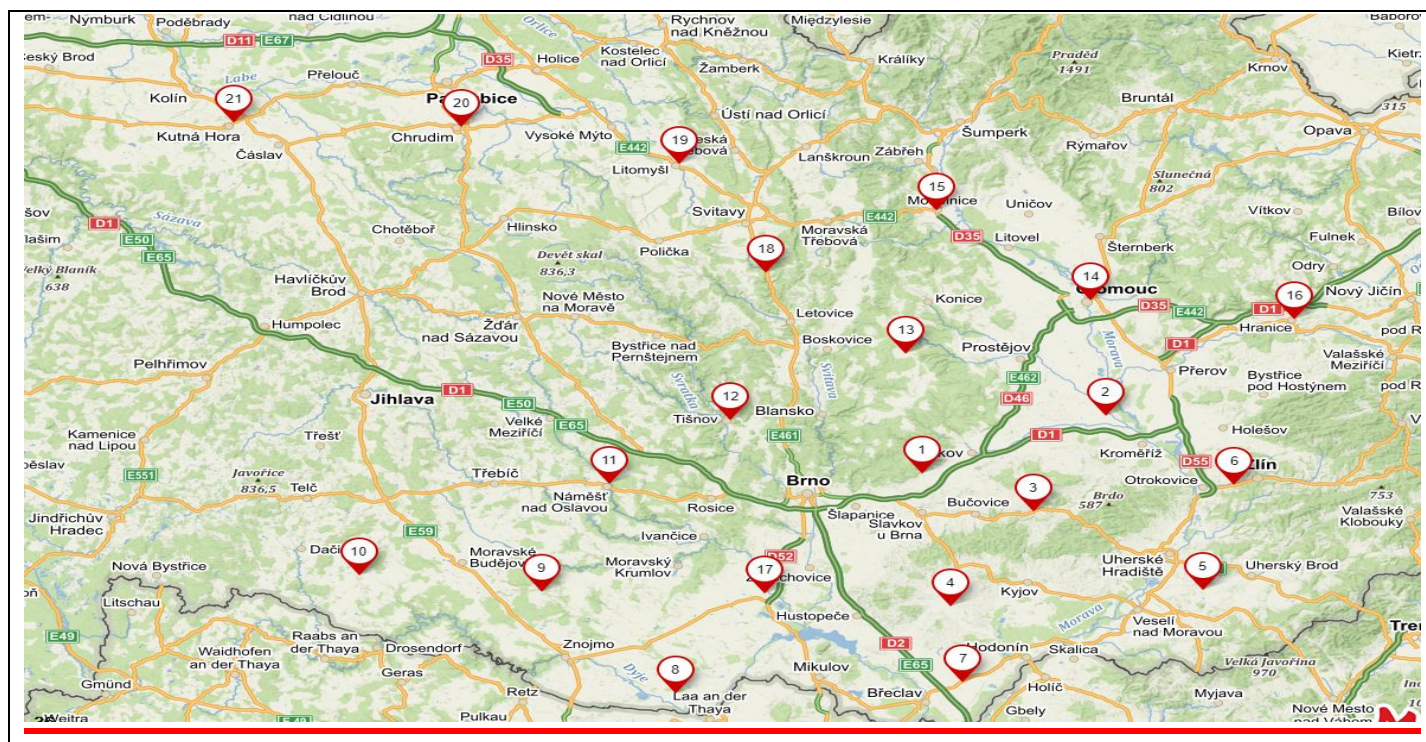 Nymburk
Poděbrady
nad Cidlinou
Orlice
Rychnov
nad Kněžnou
Międzylesie
D11 E67
Český Brod
D35
Holice
Kostelec
nad Orlicí
Žamberk
Králíky
Praděd
1491
Krnov
Přelouč
Labe
Kolín
21
20
Kutná Hora
Chrudim
Vysoké Mýto
Ústí nad Orlicí
Bruntál
315
Opava
Čáslav
E442
19
Litomyšl
Lanškroun
Zábřeh
Šumperk
Rýmařov
Slunečná
802
15
Uničov
Svitavy
E442
Moravská
Třebová
D35
Litovel
Šternberk
Vítkov
Fulnek
Odry
Sázava
D1
E50
E65
Chotěboř
Hlinsko
Polička
18
Devět skal
836,3
Velký Blaník
638
Havlíčkův
Brod
Nové Město
na Moravě
Letovice
Konice
14
D35
E442
D1
16
Nový Jičín
Hranice
Humpolec
Žďár
nad Sázavou
Bystřice nad
Pernštejnem
Boskovice
13
Prostějov
Morava
D1
Přerov
Valašské
Meziříčí
Pelhřimov
D1
Jihlava
E50
E65
Svratka
Svitava
12
Tišnov
Blansko
E462
D46
2
Bystřice
pod Hostýnem
Kamenice
nad Lipou
Třešť
Velké
Meziříčí
E461
D1
Kroměříž
Holešov
E551
Javořice
836,5
Telč
Třebíč
11
Brno
1
D55
6
Otrokovice
Náměšť
nad Oslavou
Rosice
Šlapanice
Slavkov
u Brna
Bučovice
3
Brdo
587
753
Valašské
Klobouky
Jindřichův
Hradec
E59
Ivančice
Nová Bystřice
10
Moravské
Budějovice
9
Moravský
Krumlov
D52
17
4
Kyjov
Uherské
Hradiště
5
Uherský Brod
Litschau
Hustopeče
Morava
Veselí
nad Moravou
E49
Waidhofen
an der Thaya
Raabs an
der Thaya
Drosendorf
Geras
Znojmo
Dyje
8
Mikulov
D2
E65
7
Hodonín
Skalica
Velká Javořina
970
Gmünd
Retz
Laa an der
Thaya
Břeclav
Holíč
Myjava
Weitra
E49
Pulkau
Gbely
Nové Mesto
nad Váhom